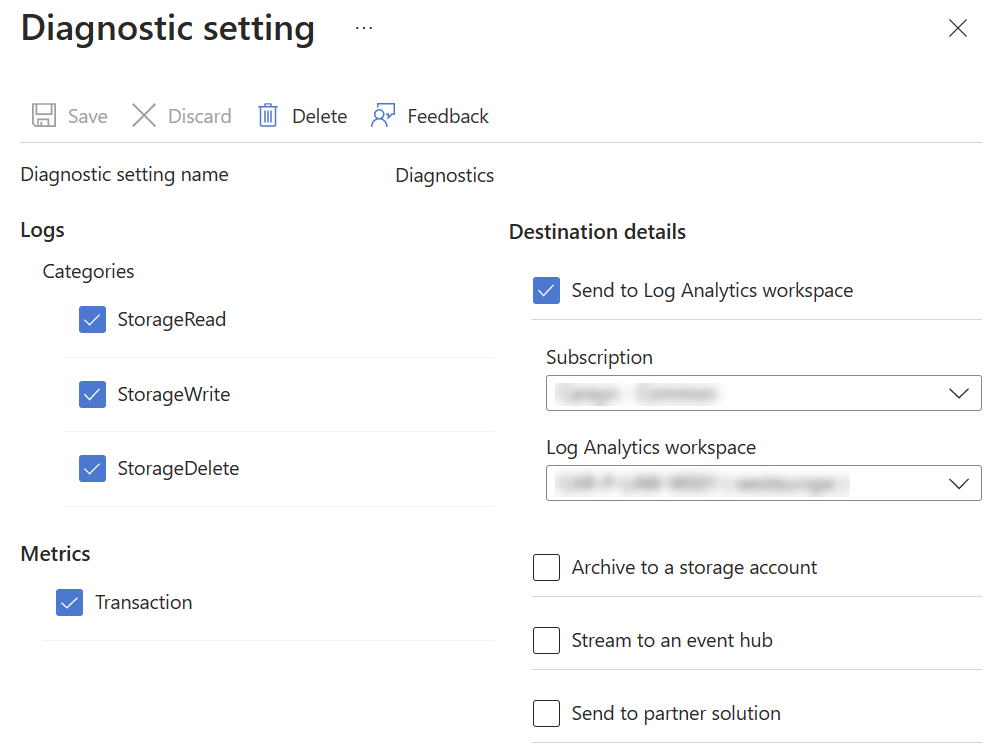 Diagnostic setting ...
Save Discard Delete Feedback
Diagnostic setting name Diagnostics
Logs
Categories
StorageRead
StorageWrite
StorageDelete
Metrics
Transaction
Destination details
Send to Log Analytics workspace
Subscription
Log Analytics workspace
Archive to a storage account
Stream to an event hub
Send to partner solution